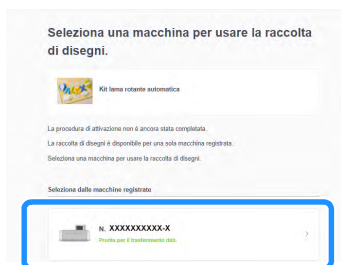 Seleziona una macchina per usare la raccolta
di disegni.
Kit lama rotante automatica
La procedura di attivazione non è ancora stata completata.
La raccolta di disegni è disponibile per una sola macchina registrata.
Seleziona una macchina per usare la raccolta di disegni.
Seleziona dalle macchine registrate
N. XXXXXXXXXX-X
Pronta per il trasferimento dati.